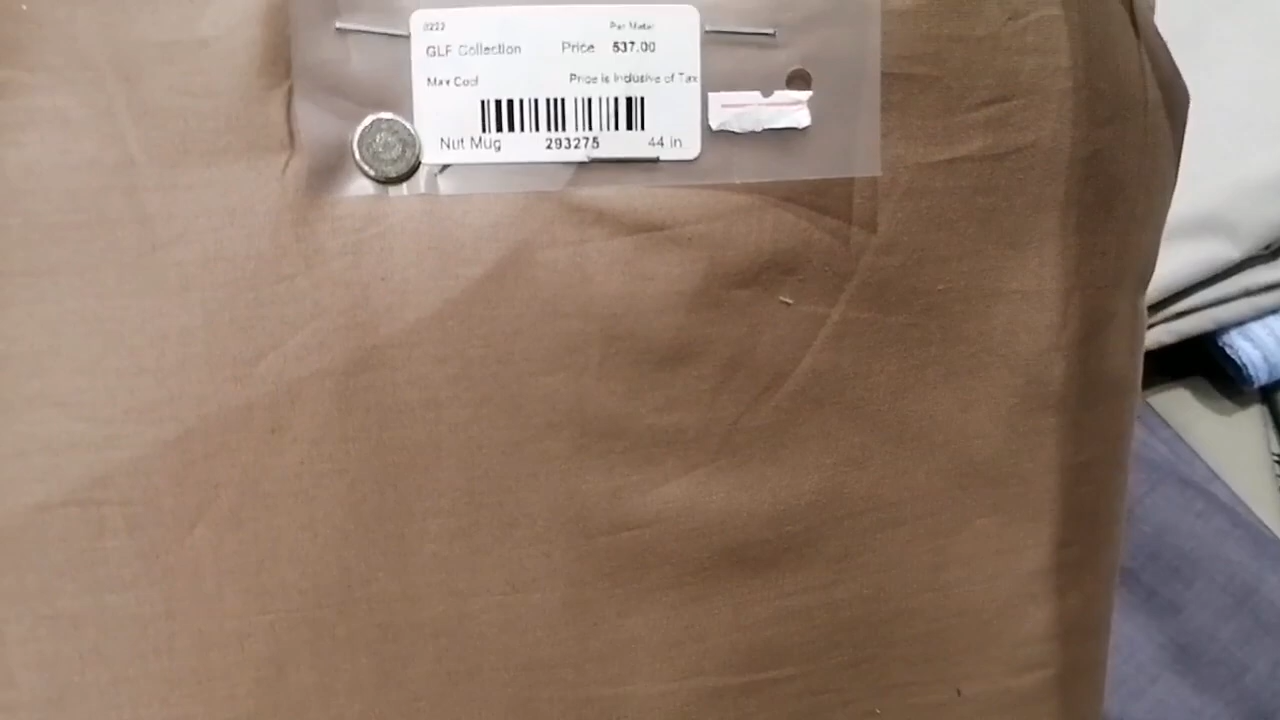 Per Meter
GLF Collection Price 537.00
Max Cool Price is Inclusive of Tax
Nut Mug 293275 44 in